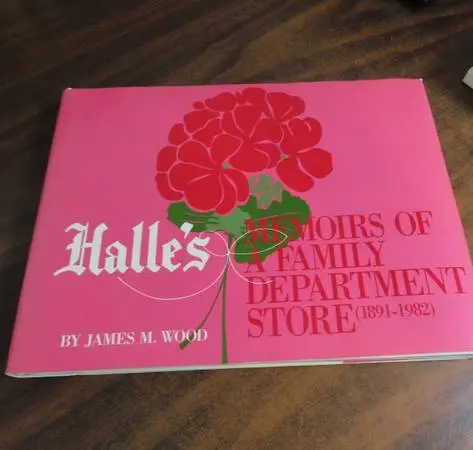 Halle's
MEMOIRS OF
A FAMILY
DEPARTMENT
STORE (1891-1982)
BY JAMES M. WOOD